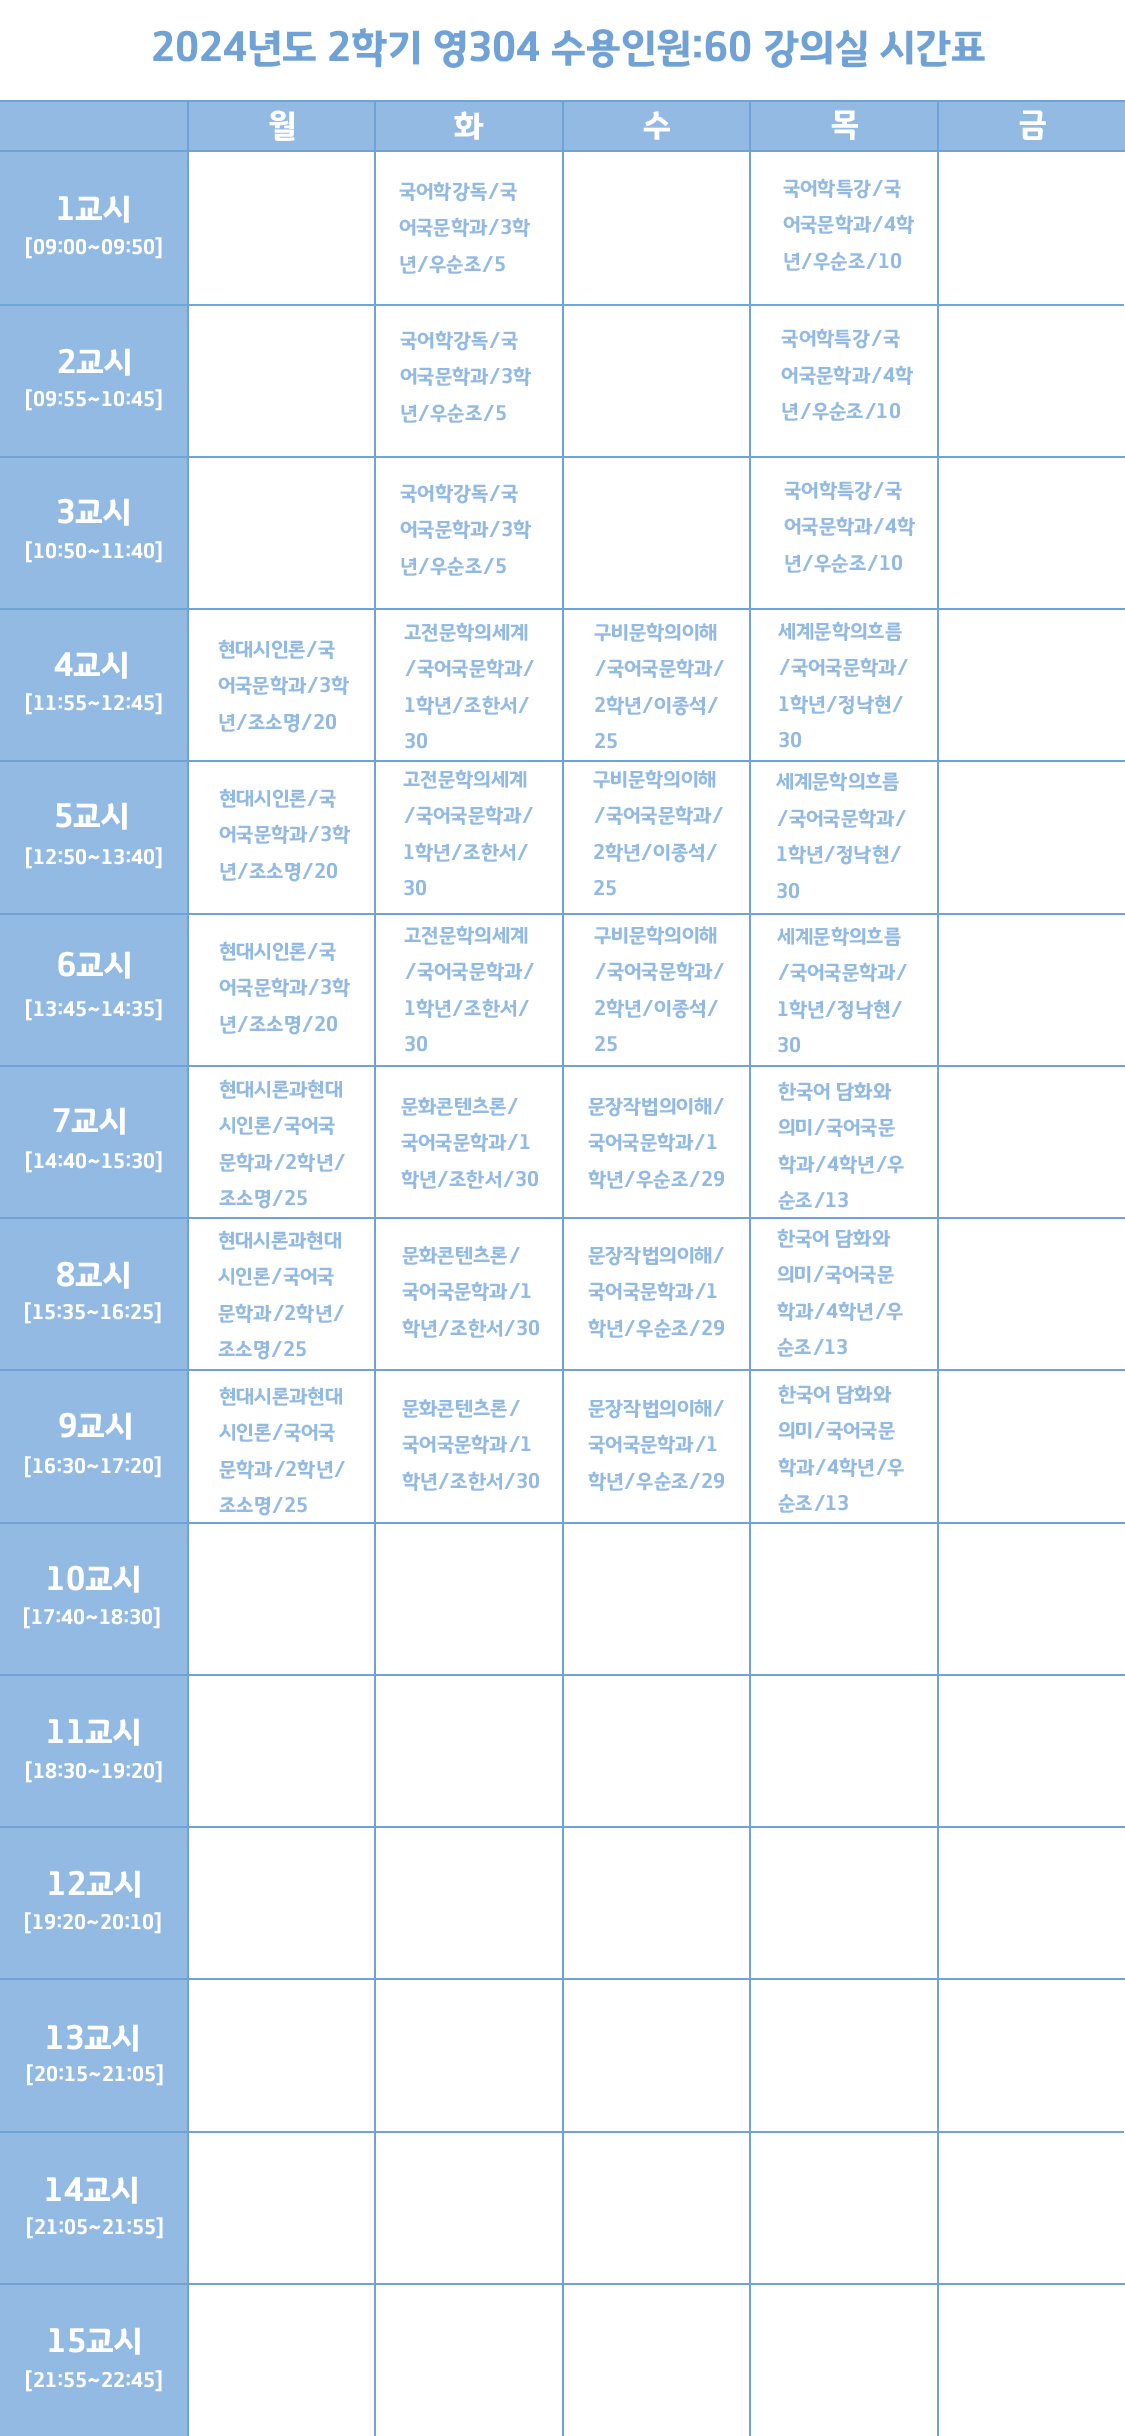 2024년도 2학기 영304 수용인원:60 강의실 시간표
월 화 수 목 금
1교시
[09:00~09:50]
국어학강독/국
어국문학과/3학
년/우순조/5
국어학특강/국
어국문학과/4학
년/우순조/10
2교시
[09:55~10:45]
국어학강독/국
어국문학과/3학
년/우순조/5
국어학특강/국
어국문학과/4학
년/우순조/10
3교시
[10:50~11:40]
국어학강독/국
어국문학과/3학
년/우순조/5
국어학특강/국
어국문학과/4학
년/우순조/10
4교시
[11:55~12:45]
현대시인론/국
어국문학과/3학
년/조소명/20
고전문학의세계
/국어국문학과/
1학년/조한서/
30
구비문학의이해
/국어국문학과/
2학년/이종석/
25
세계문학의흐름
/국어국문학과/
1학년/정낙현/
30
5교시
[12:50~13:40]
현대시인론/국
어국문학과/3학
년/조소명/20
고전문학의세계
/국어국문학과/
1학년/조한서/
30
구비문학의이해
/국어국문학과/
2학년/이종석/
25
세계문학의흐름
/국어국문학과/
1학년/정낙현/
30
6교시
[13:45~14:35]
현대시인론/국
어국문학과/3학
년/조소명/20
고전문학의세계
/국어국문학과/
1학년/조한서/
30
구비문학의이해
/국어국문학과/
2학년/이종석/
25
세계문학의흐름
/국어국문학과/
1학년/정낙현/
30
7교시
[14:40~15:30]
현대시론과현대
시인론/국어국
문학과/2학년/
조소명/25
문화콘텐츠론/
국어국문학과/1
학년/조한서/30
문장작법의이해/
국어국문학과/1
학년/우순조/29
한국어 담화와
의미/국어국문
학과/4학년/우
순조/13
8교시
[15:35~16:25]
현대시론과현대
시인론/국어국
문학과/2학년/
조소명/25
문화콘텐츠론/
국어국문학과/1
학년/조한서/30
문장작법의이해/
국어국문학과/1
학년/우순조/29
한국어 담화와
의미/국어국문
학과/4학년/우
순조/13
9교시
[16:30~17:20]
현대시론과현대
시인론/국어국
문학과/2학년/
조소명/25
문화콘텐츠론/
국어국문학과/1
학년/조한서/30
문장작법의이해/
국어국문학과/1
학년/우순조/29
한국어 담화와
의미/국어국문
학과/4학년/우
순조/13
10교시
[17:40~18:30]
11교시
[18:30~19:20]
12교시
[19:20~20:10]
13교시
[20:15~21:05]
14교시
[21:05~21:55]
15교시
[21:55~22:45]